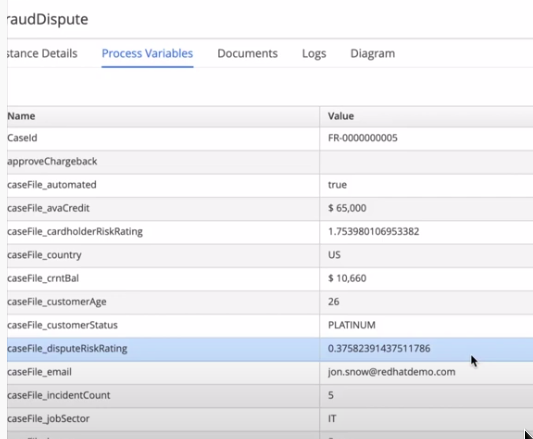 raudDispute
stance Details Process Variables Documents Logs Diagram
Name Value
CaseId FR-0000000005
approveChargeback
caseFile_automated true
caseFile_avaCredit $ 65,000
caseFile_cardholderRiskRating 1.753980106953382
caseFile_country US
caseFile_crntBal $ 10,660
caseFile_customerAge 26
caseFile_customerStatus PLATINUM
caseFile_disputeRiskRating 0.37582391437511786
caseFile_email jon.snow@redhatdemo.com
caseFile_incidentCount 5
caseFile_jobSector IT